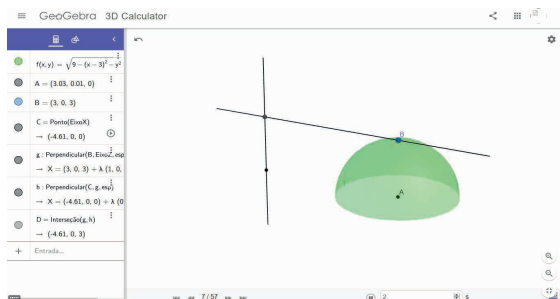 GeoGebra 3D Calculator
f(x,y) = √9 − (x − 3)² − y²
A = (3.03, 0.01, 0)
B = (3, 0, 3)
C = Ponto(EixoX)
→ (-4.61, 0, 0)
g : Perpendicular(B, EixoZ, esp
→ X = (3, 0, 3) + λ (1, 0,
h : Perpendicular(C, g, esp
→ X = (-4.61, 0, 0) + λ (0
D = Interseção(g, h)
→ (-4.61, 0, 3)
+ Entrada...
B
A
7 / 57
2 s